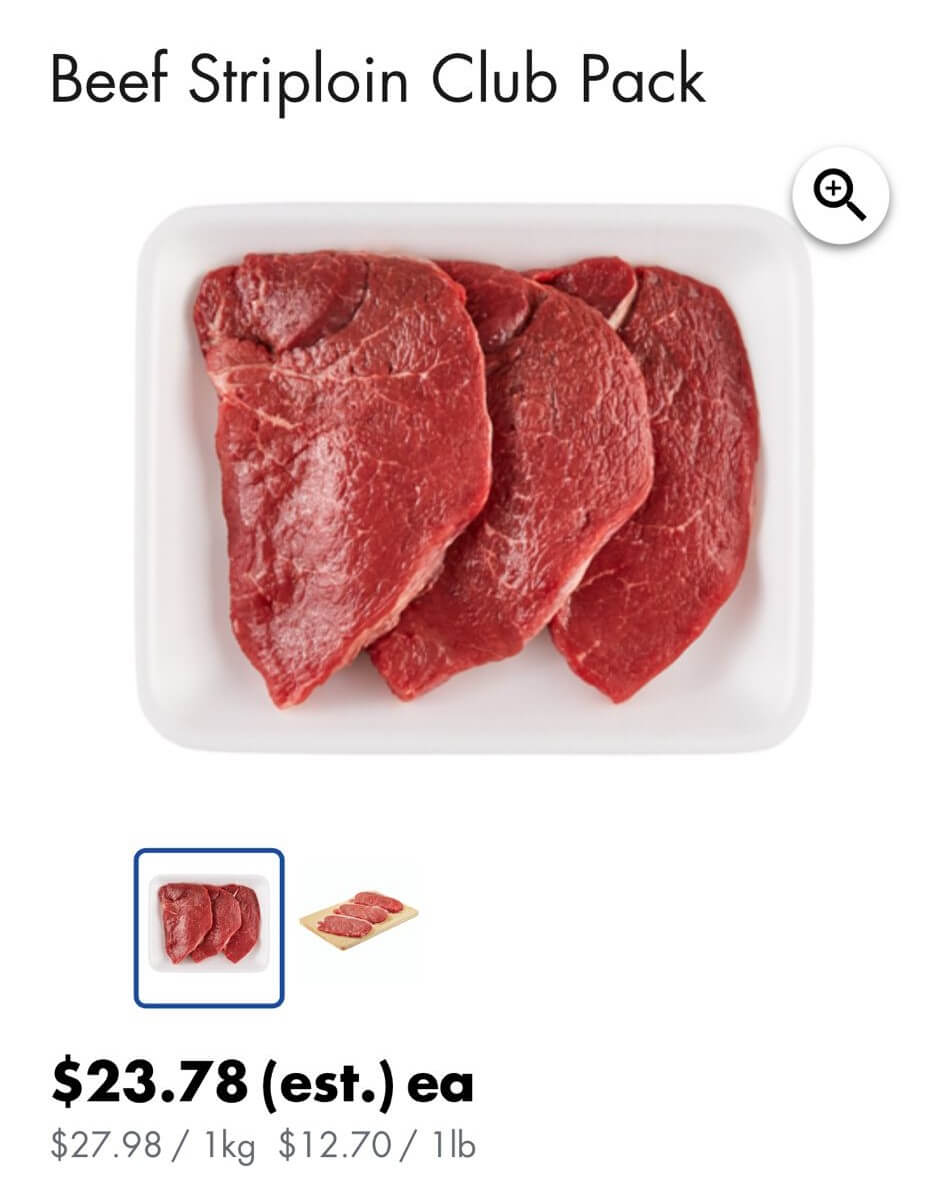 Beef Striploin Club Pack
$23.78 (est.) ea
$27.98 / 1kg $12.70 / 1lb